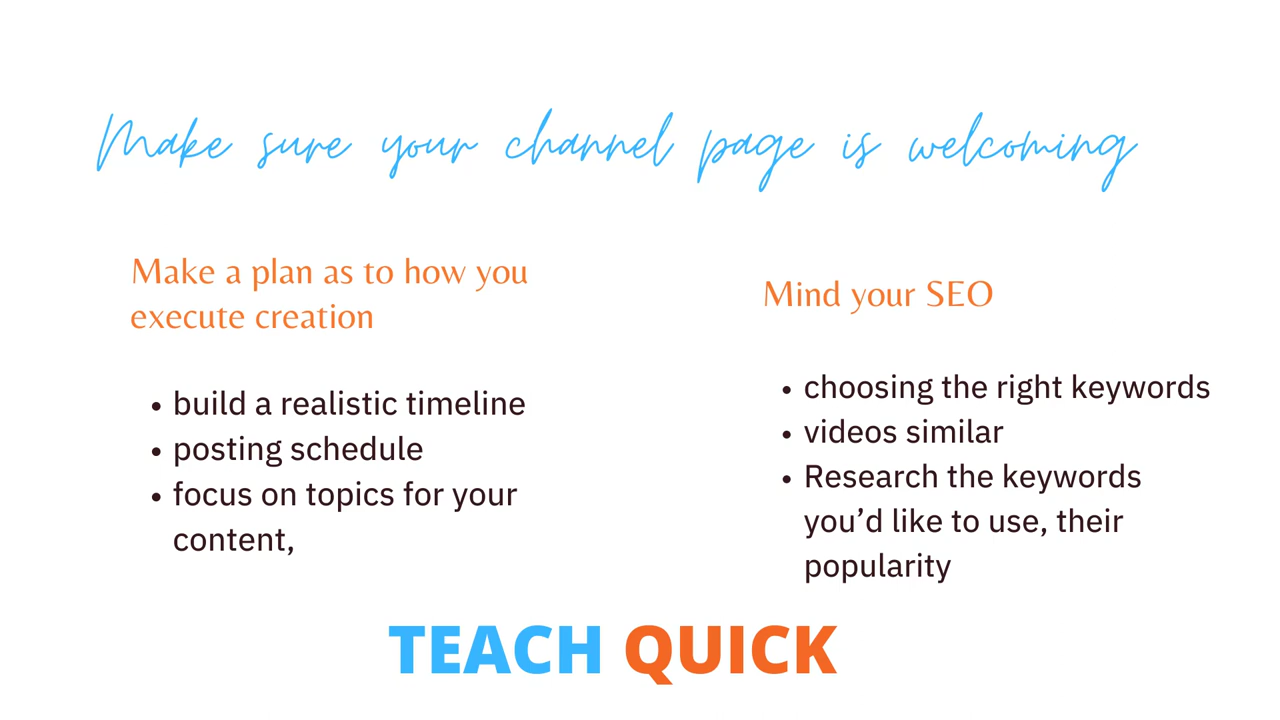 Make sure your channel page is welcoming
Make a plan as to how you
execute creation
• build a realistic timeline
• posting schedule
• focus on topics for your
content,
Mind your SEO
• choosing the right keywords
• videos similar
• Research the keywords
you’d like to use, their
popularity
TEACH QUICK